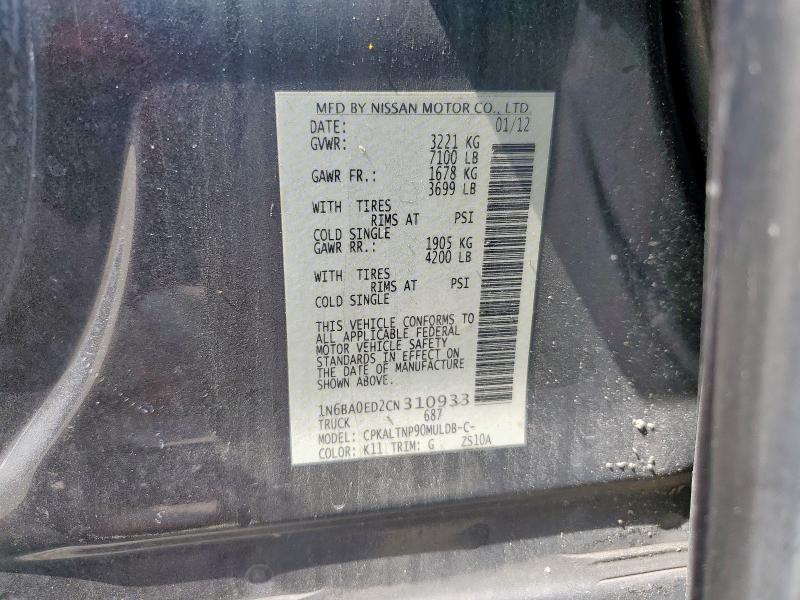 MFD BY NISSAN MOTOR CO., LTD
DATE: 01/12
GVWR: 3221 KG
7100 LB
GAWR FR.: 1678 KG
3699 LB
WITH TIRES
RIMS AT PSI
COLD SINGLE
GAWR RR.: 1905 KG
4200 LB
WITH TIRES
RIMS AT PSI
COLD SINGLE
THIS VEHICLE CONFORMS TO
ALL APPLICABLE FEDERAL
MOTOR VEHICLE SAFETY
STANDARDS IN EFFECT ON
THE DATE OF MANUFACTURE
SHOWN ABOVE.
1N6BA0ED2CN310933
TRUCK 687
MODEL: CPKALTNP90MULDB-C-
COLOR: K11 TRIM: G ZS10A